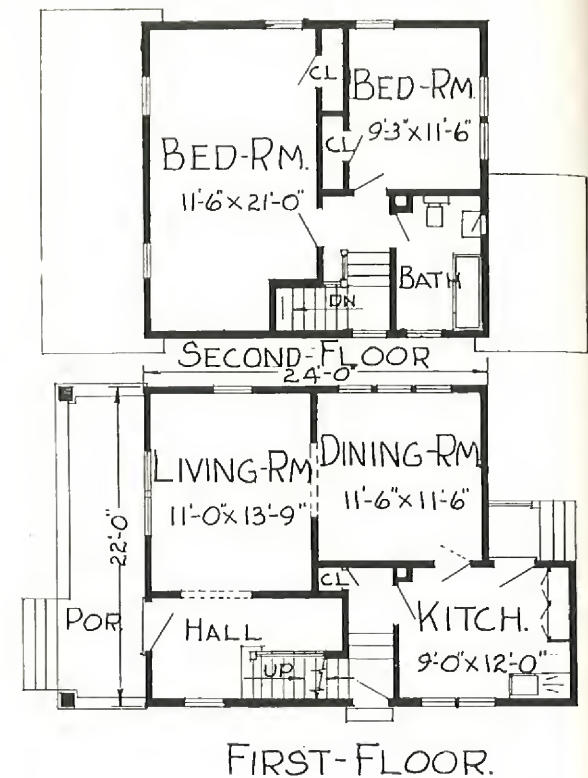 CL
BED-RM.
9'-3"X11'-6"
CL
BED-RM.
11'-6"X21'-0"
BATH
DN
SECOND-FLOOR
24'-0"
LIVING-RM
11'-0"X13'-9"
DINING-RM
11'-6"X11'-6"
22'-0"
CL
POR.
HALL
KITCH.
9'-0"X12'-0"
UP
FIRST-FLOOR.